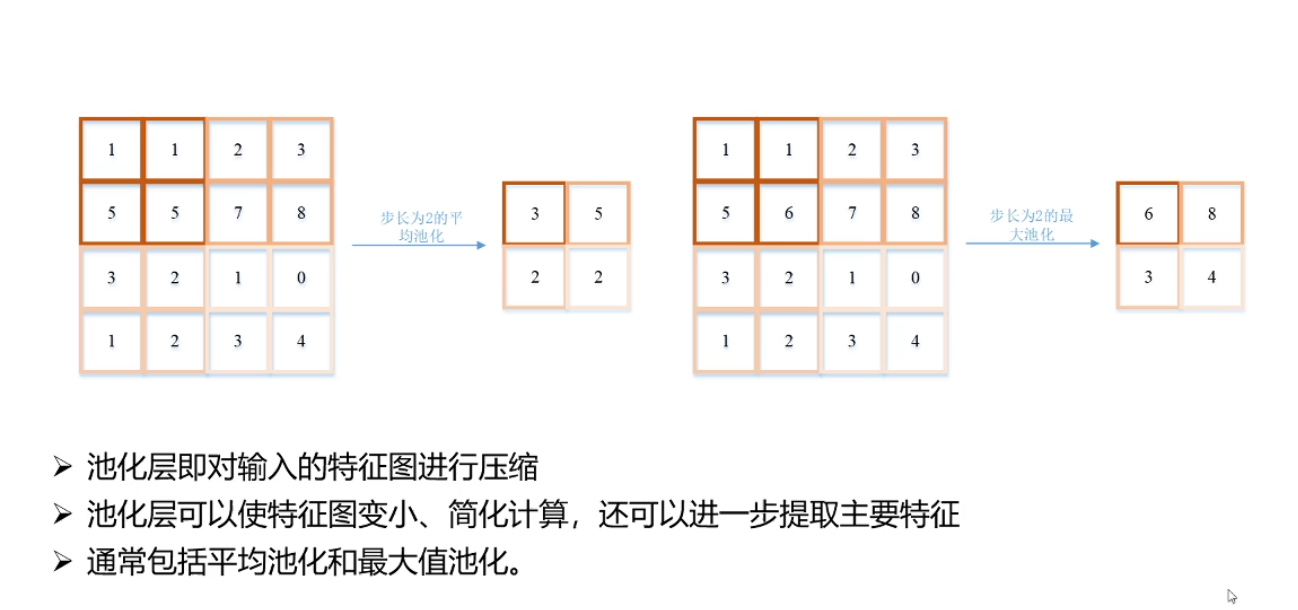 1 1 2 3
5 5 7 8
3 2 1 0
1 2 3 4
步长为2的平
均池化
3 5
2 2
1 1 2 3
5 6 7 8
3 2 1 0
1 2 3 4
步长为2的最
大池化
6 8
3 4
池化层即对输入的特征图进行压缩
池化层可以使特征图变小、简化计算，还可以进一步提取主要特征
通常包括平均池化和最大值池化。